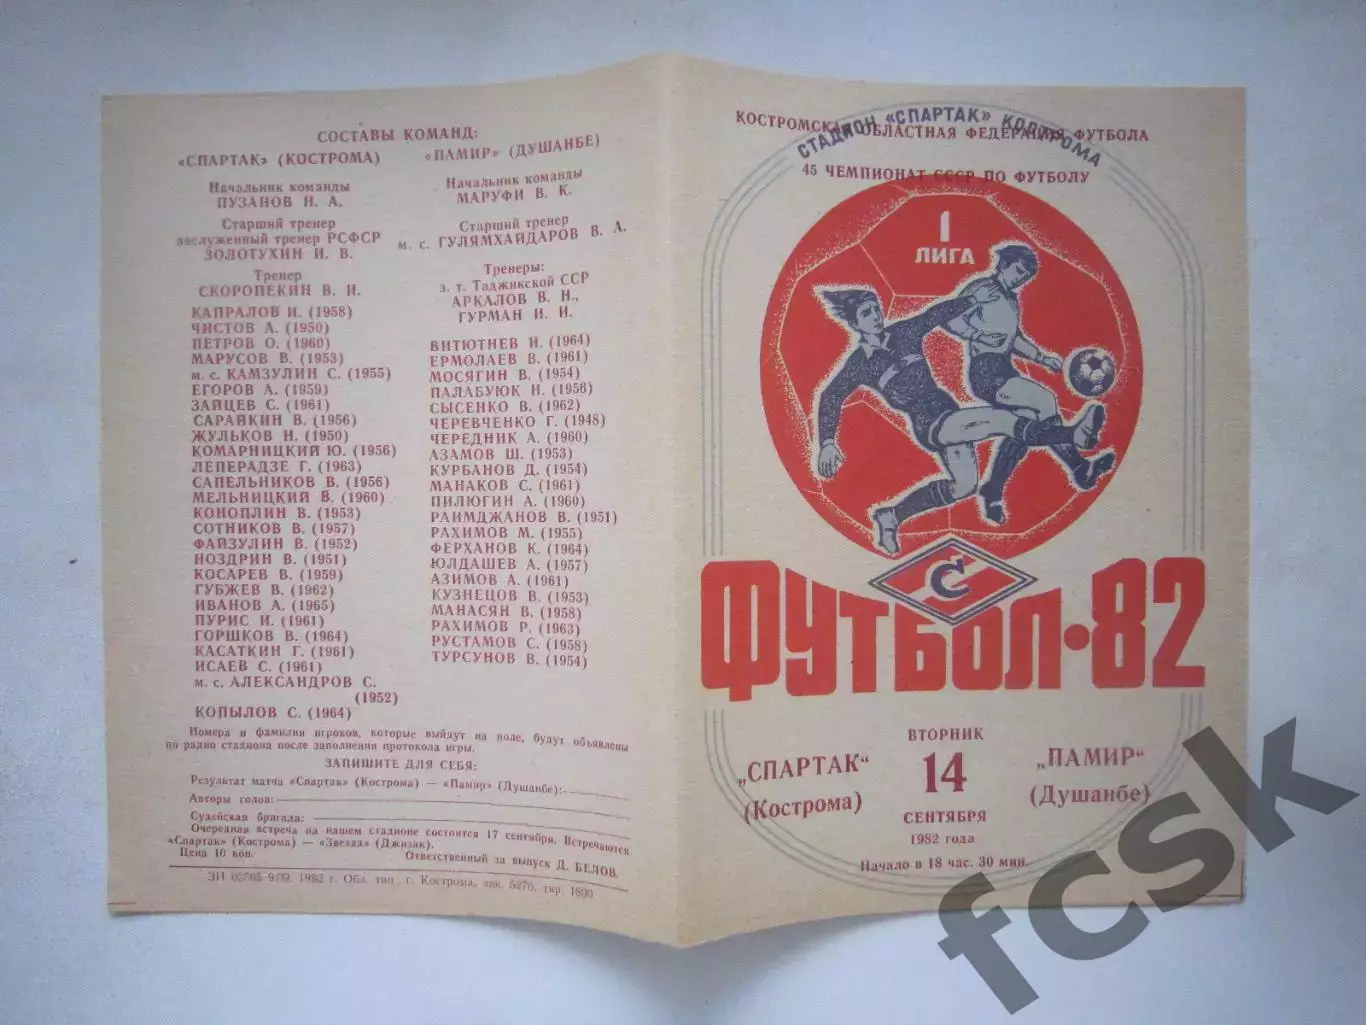 СОСТАВЫ КОМАНД:
«СПАРТАК» (КОСТРОМА)
Начальник команды
ПУЗАНОВ Н. А.
Старший тренер
заслуженный тренер РСФСР
ЗОЛОТУХИН И. В.
Тренер
СКОРОПЕКИН В. И.
КАПРАЛОВ И. (1958)
ЧИСТОВ А. (1950)
ПЕТРОВ О. (1960)
МАРУСОВ В. (1953)
м. с. КАМЗУЛИН С. (1955)
ЕГОРОВ А. (1959)
ЗАЙЦЕВ С. (1961)
САРАЙКИН В. (1956)
ЖУЛЬКОВ Н. (1950)
КОМАРНИЦКИЙ Ю. (1956)
ЛЕПЕРАДЗЕ Г. (1963)
САПЕЛЬНИКОВ В. (1956)
МЕЛЬНИЦКИЙ В. (1960)
КОНОПЛИН В. (1953)
СОТНИКОВ В. (1957)
ФАЙЗУЛИН В. (1952)
НОЗДРИН В. (1951)
КОСАРЕВ В. (1959)
ГУБЖЕВ В. (1962)
ИВАНОВ А. (1965)
ПУРИС И. (1961)
ГОРШКОВ В. (1964)
КАСАТКИН Г. (1961)
ИСАЕВ С. (1961)
м. с. АЛЕКСАНДРОВ С.
(1952)
КОПЫЛОВ С. (1964)
«ПАМИР» (ДУШАНБЕ)
Начальник команды
МАРУФИ В. К.
Старший тренер
м. с. ГУЛЯМХАЙДАРОВ В. А.
Тренеры:
з. т. Таджикской ССР
АРКАЛОВ В. Н.,
ГУРМАН И. И.
ВИТЮТНЕВ И. (1964)
ЕРМОЛАЕВ В. (1961)
МОСЯГИН В. (1954)
ПАЛАБУЮК Н. (1956)
СЫСЕНКО В. (1962)
ЧЕРЕВЧЕНКО Г. (1948)
ЧЕРЕДНИК А. (1960)
АЗАМОВ Ш. (1953)
КУРБАНОВ Д. (1954)
МАНАКОВ С. (1961)
ПИЛЮГИН А. (1960)
РАИМДЖАНОВ В. (1951)
РАХИМОВ М. (1955)
ФЕРХАНОВ К. (1964)
ЮЛДАШЕВ А. (1957)
АЗИМОВ А. (1961)
КУЗНЕЦОВ В. (1953)
МАНАСЯН В. (1958)
РАХИМОВ Р. (1963)
РУСТАМОВ С. (1958)
ТУРСУНОВ В. (1954)
Номера и фамилии игроков, которые выйдут на поле, будут объявлены
по радио стадиона после заполнения протокола игры.
ЗАПИШИТЕ ДЛЯ СЕБЯ:
Результат матча «Спартак» (Кострома) — «Памир» (Душанбе):
Авторы голов:
Судейская бригада:
Очередная встреча на нашем стадионе состоится 17 сентября. Встречаются
«Спартак» (Кострома) — «Звезда» (Джизак).
Цена 10 коп. Ответственный за выпуск Д. БЕЛОВ.
9.09. 1982 г. Обл. тип. г. Кострома, зак. 5276, тир. 1800
КОСТРОМСКАЯ ОБЛАСТНАЯ ФЕДЕРАЦИЯ ФУТБОЛА
СТАДИОН «СПАРТАК» КОСТРОМА
45 ЧЕМПИОНАТ СССР ПО ФУТБОЛУ
1
ЛИГА
С
ФУТБОЛ·82
„СПАРТАК“
(Кострома)
ВТОРНИК
14
СЕНТЯБРЯ
1982 года
„ПАМИР“
(Душанбе)
Начало в 18 час. 30 мин.
fcsk